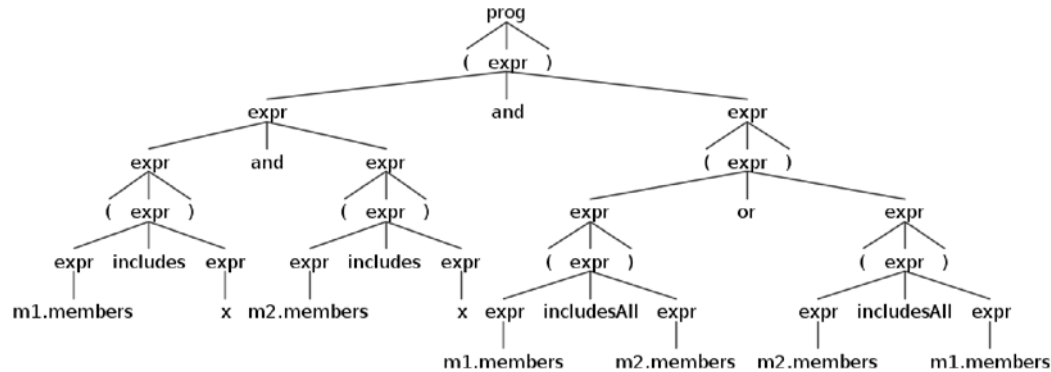 prog
( expr )
expr and expr
expr and expr ( expr )
( expr ) ( expr ) expr or expr
expr includes expr expr includes expr ( expr ) ( expr )
m1.members x m2.members x expr includesAll expr expr includesAll expr
m1.members m2.members m2.members m1.members